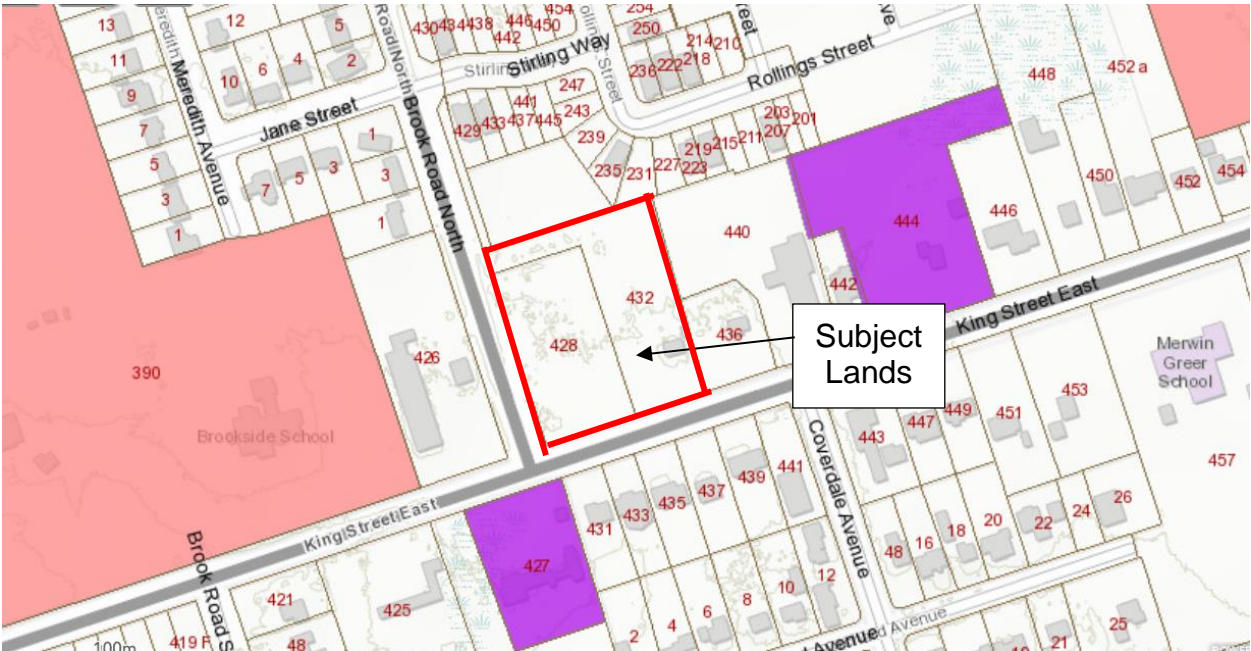 13
12
5
11
10
6
4
2
9
7
5
3
1
Meredith Avenue
Jane Street
7
5
3
1
3
1
Brook Road North
430 434 438 446 454
442 450
Stirling Way
254
250
236 222 218 214 210
Rollings Street
247
441 243
429 433 437 445 239
235 231 227 223 219 215 211 207 203 201
440
442
444
446
448
450
452 a
452
454
432
428
436
426
390
Brookside School
Subject
Lands
King Street East
Merwin
Greer
School
457
453
451
449
447
443
441
439
437
435
433
431
427
425
421
419 F
48
King Street East
Brook Road S
Coverdale Avenue
48 16 18 20 22 24 26
12
10
8
6
4
2
Avenue
Avenue
19 21 25
100m